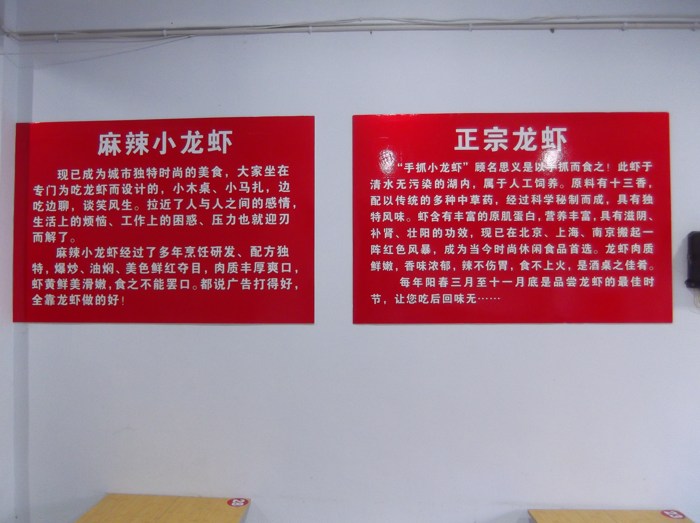 麻辣小龙虾
现已成为城市独特时尚的美食，大家坐在
专门为吃龙虾而设计的，小木桌、小马扎，边
吃边聊，谈笑风生。拉近了人与人之间的感情，
生活上的烦恼、工作上的困惑、压力也就迎刃
而解了。
麻辣小龙虾经过了多年烹饪研发、配方独
特，爆炒、油焖、美色鲜红夺目，肉质丰厚爽口，
虾黄鲜美滑嫩，食之不能罢口。都说广告打得好，
全靠龙虾做的好！
正宗龙虾
“手抓小龙虾”顾名思义是以手抓而食之！此虾于
清水无污染的湖内，属于人工饲养。原料有十三香，
配以传统的多种中草药，经过科学秘制而成，具有独
特风味。虾含有丰富的原肌蛋白，营养丰富，具有滋阴、
补肾、壮阳的功效，现已在北京、上海、南京搬起一
阵红色风暴，成为当今时尚休闲食品首选。龙虾肉质
鲜嫩，香味浓郁，辣不伤胃，食不上火，是酒桌之佳肴。
每年阳春三月至十一月底是品尝龙虾的最佳时
节，让您吃后回味无……